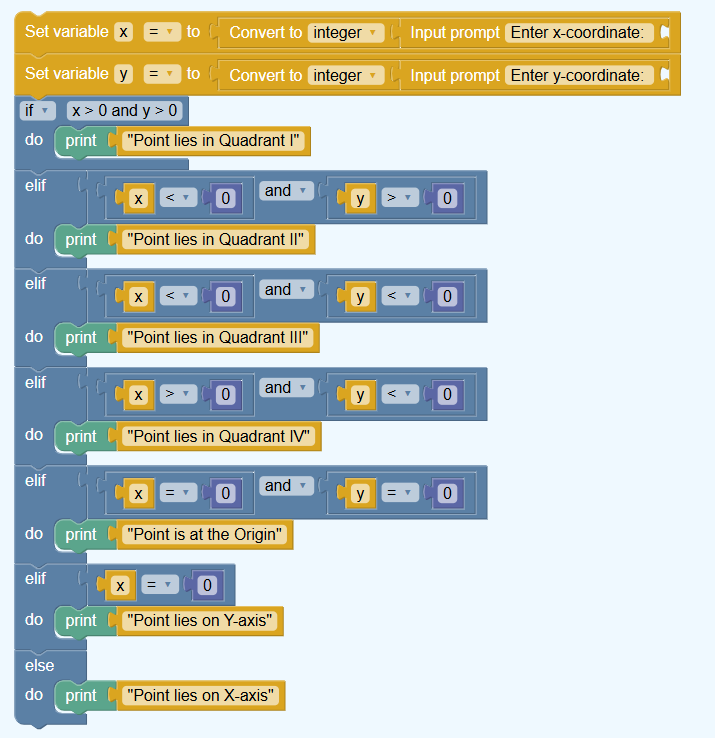 Set variable x = to Convert to integer Input prompt Enter x-coordinate:
Set variable y = to Convert to integer Input prompt Enter y-coordinate:
if x > 0 and y > 0
do print "Point lies in Quadrant I"
elif x < 0 and y > 0
do print "Point lies in Quadrant II"
elif x < 0 and y < 0
do print "Point lies in Quadrant III"
elif x > 0 and y < 0
do print "Point lies in Quadrant IV"
elif x = 0 and y = 0
do print "Point is at the Origin"
elif x = 0
do print "Point lies on Y-axis"
else
do print "Point lies on X-axis"